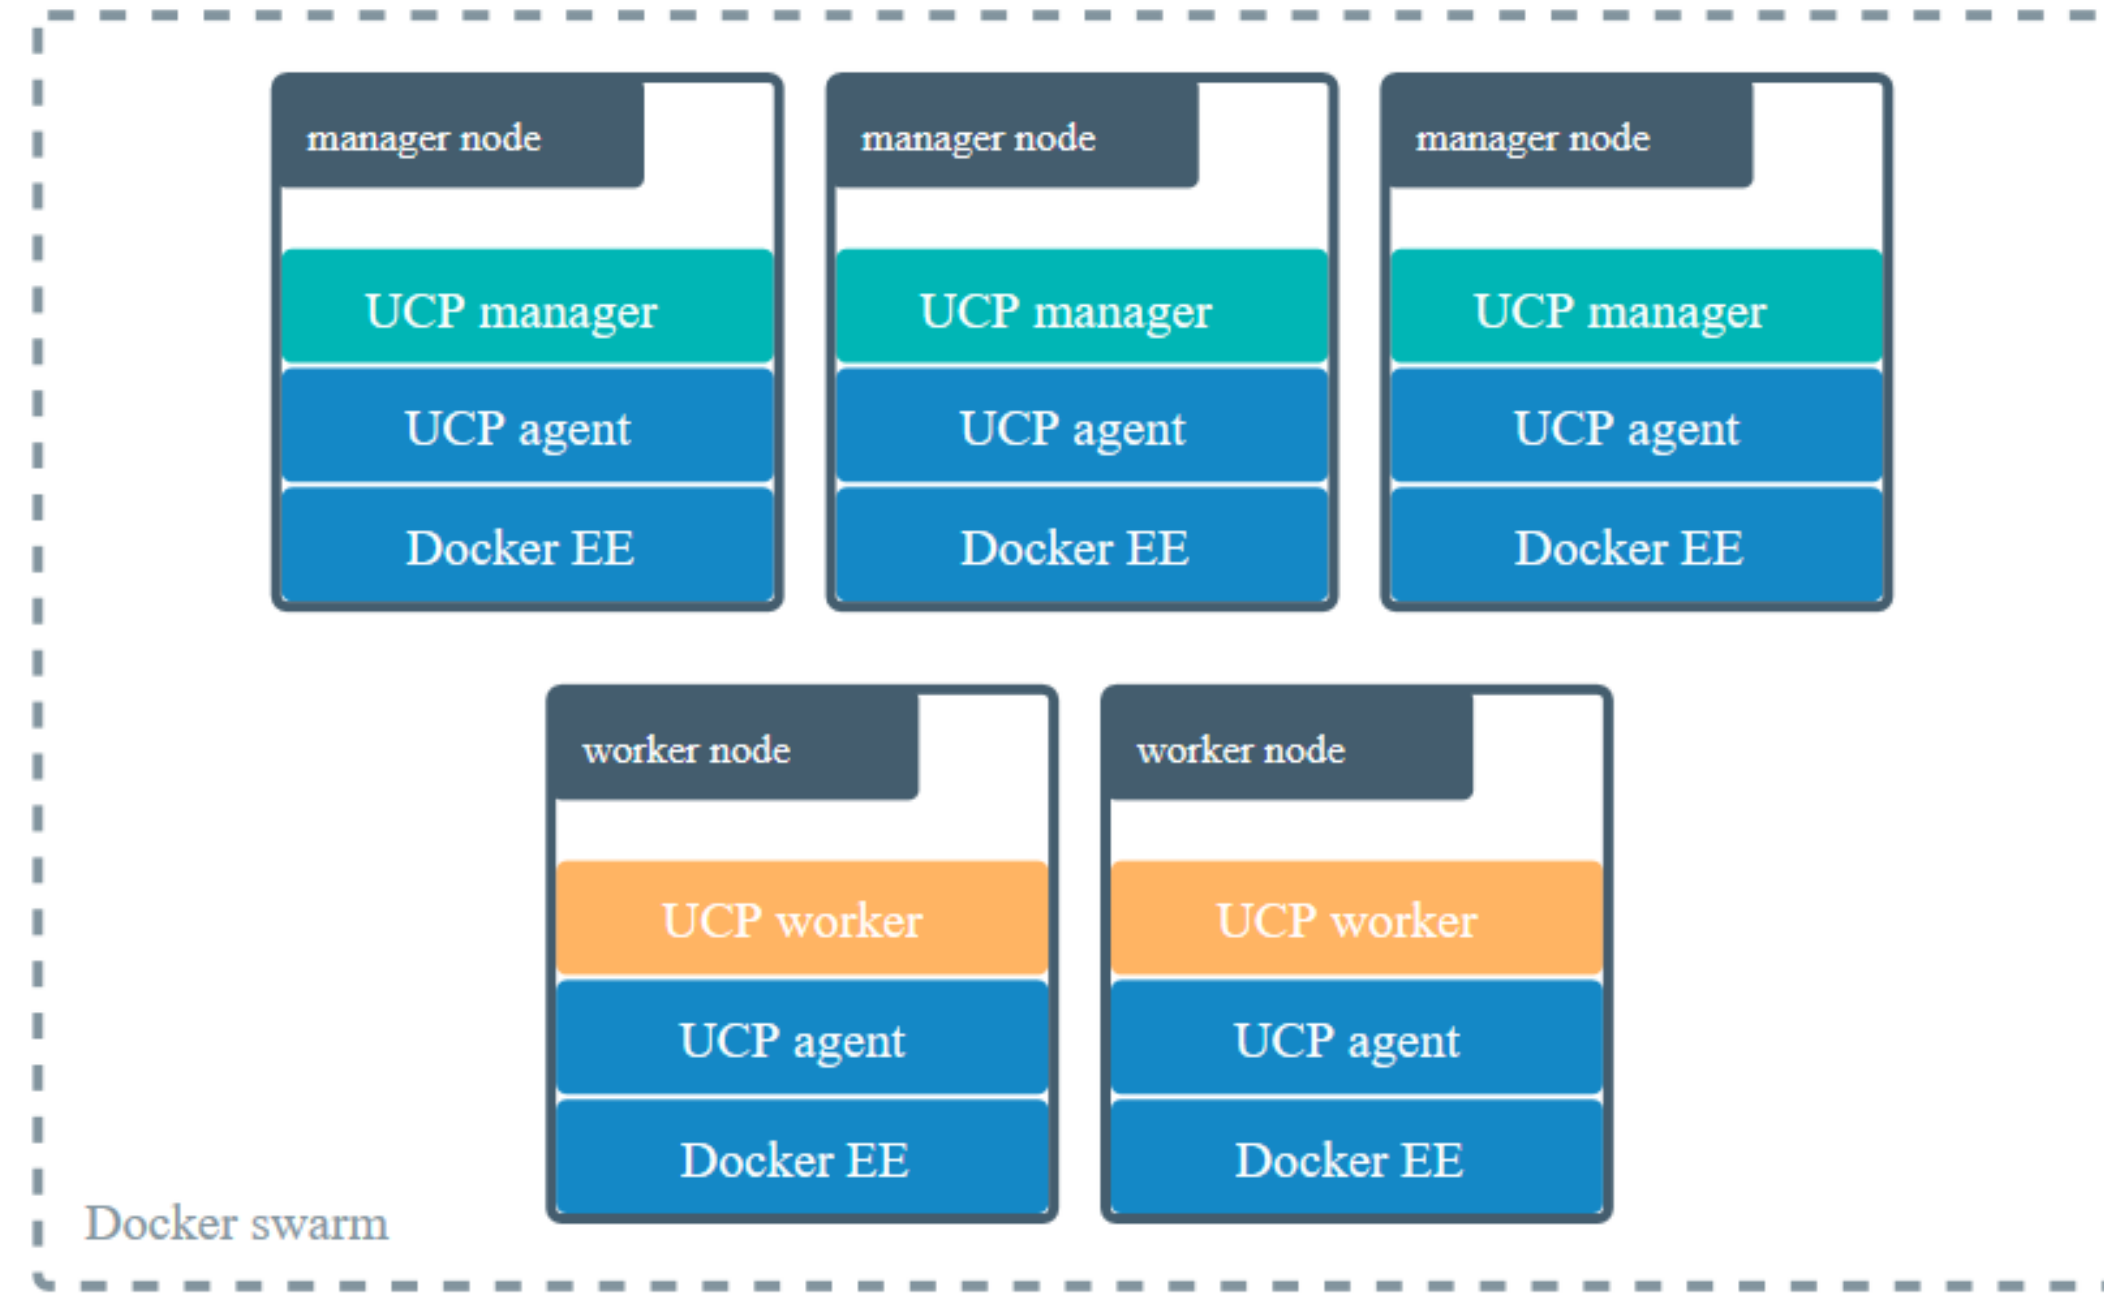 manager node
manager node
manager node
UCP manager
UCP manager
UCP manager
UCP agent
UCP agent
UCP agent
Docker EE
Docker EE
Docker EE
worker node
worker node
UCP worker
UCP worker
UCP agent
UCP agent
Docker EE
Docker EE
Docker swarm